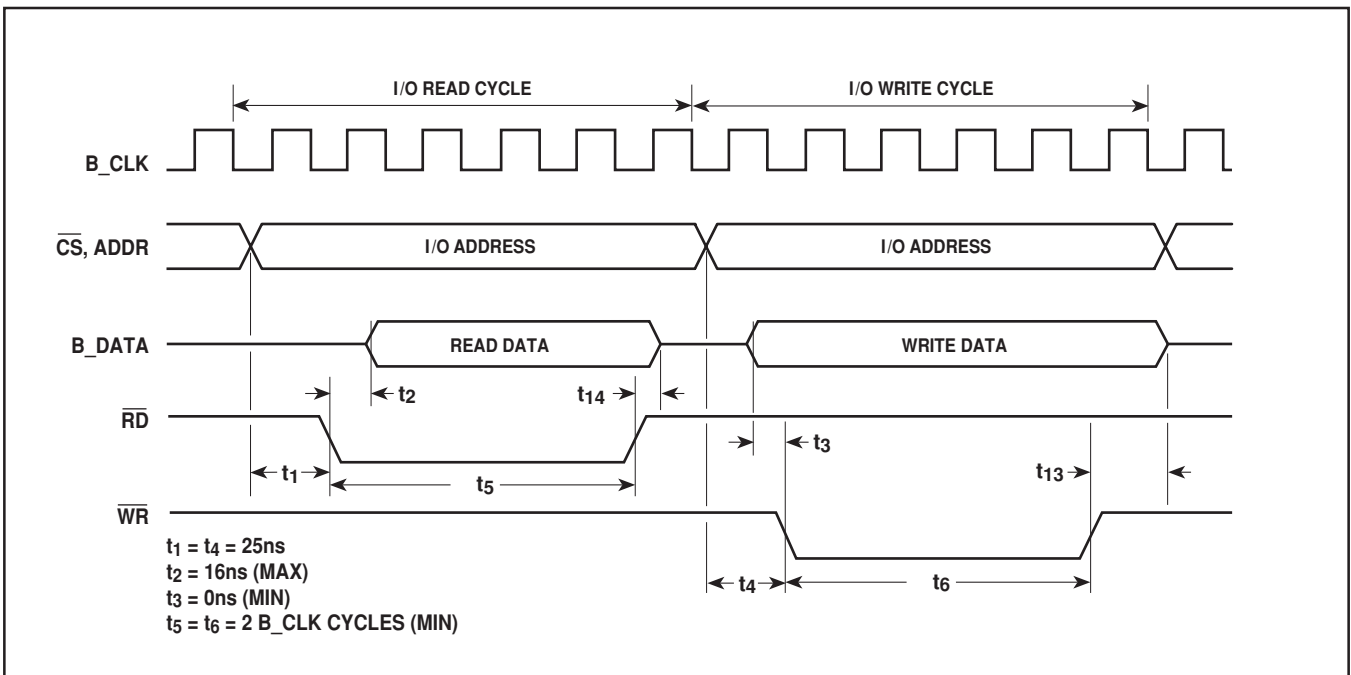 I/O READ CYCLE
I/O WRITE CYCLE
B_CLK
CS, ADDR
I/O ADDRESS
I/O ADDRESS
B_DATA
READ DATA
WRITE DATA
t2
t14
RD
t3
t1
t5
t13
WR
t4
t6
t1 = t4 = 25ns
t2 = 16ns (MAX)
t3 = 0ns (MIN)
t5 = t6 = 2 B_CLK CYCLES (MIN)